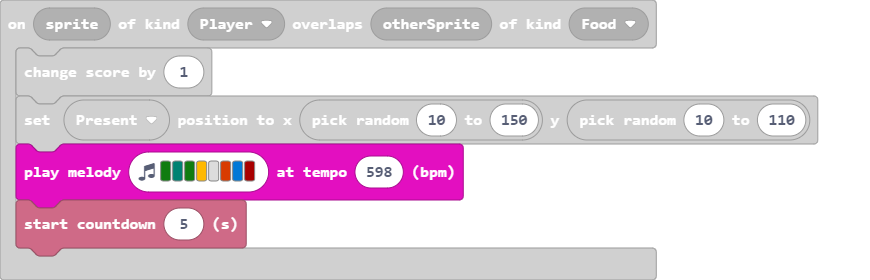 on sprite of kind Player overlaps otherSprite of kind Food
change score by 1
set Present position to x pick random 10 to 150 y pick random 10 to 110
play melody at tempo 598 (bpm)
start countdown 5 (s)